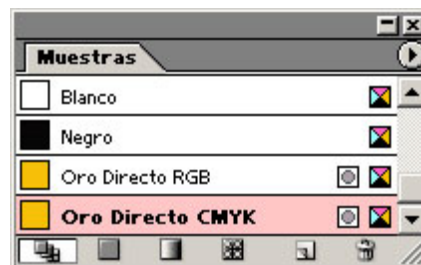 Muestras
Blanco
Negro
Oro Directo RGB
Oro Directo CMYK